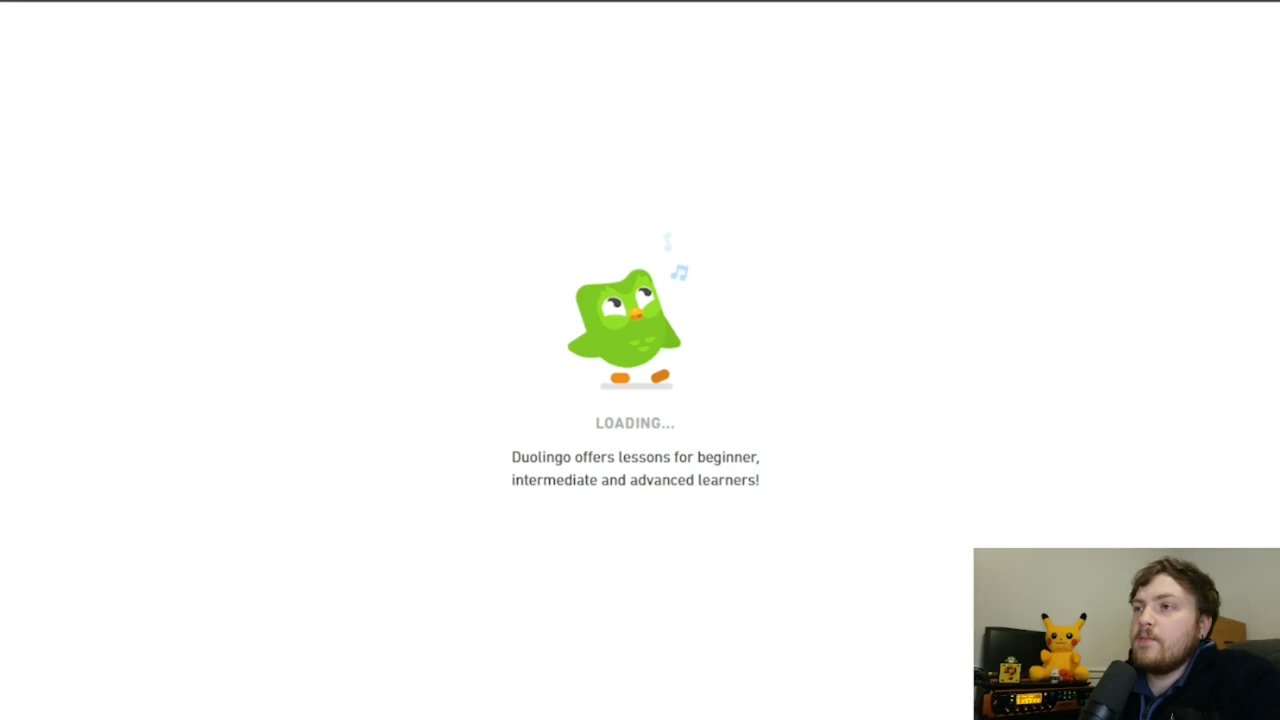 LOADING...
Duolingo offers lessons for beginner,
intermediate and advanced learners!